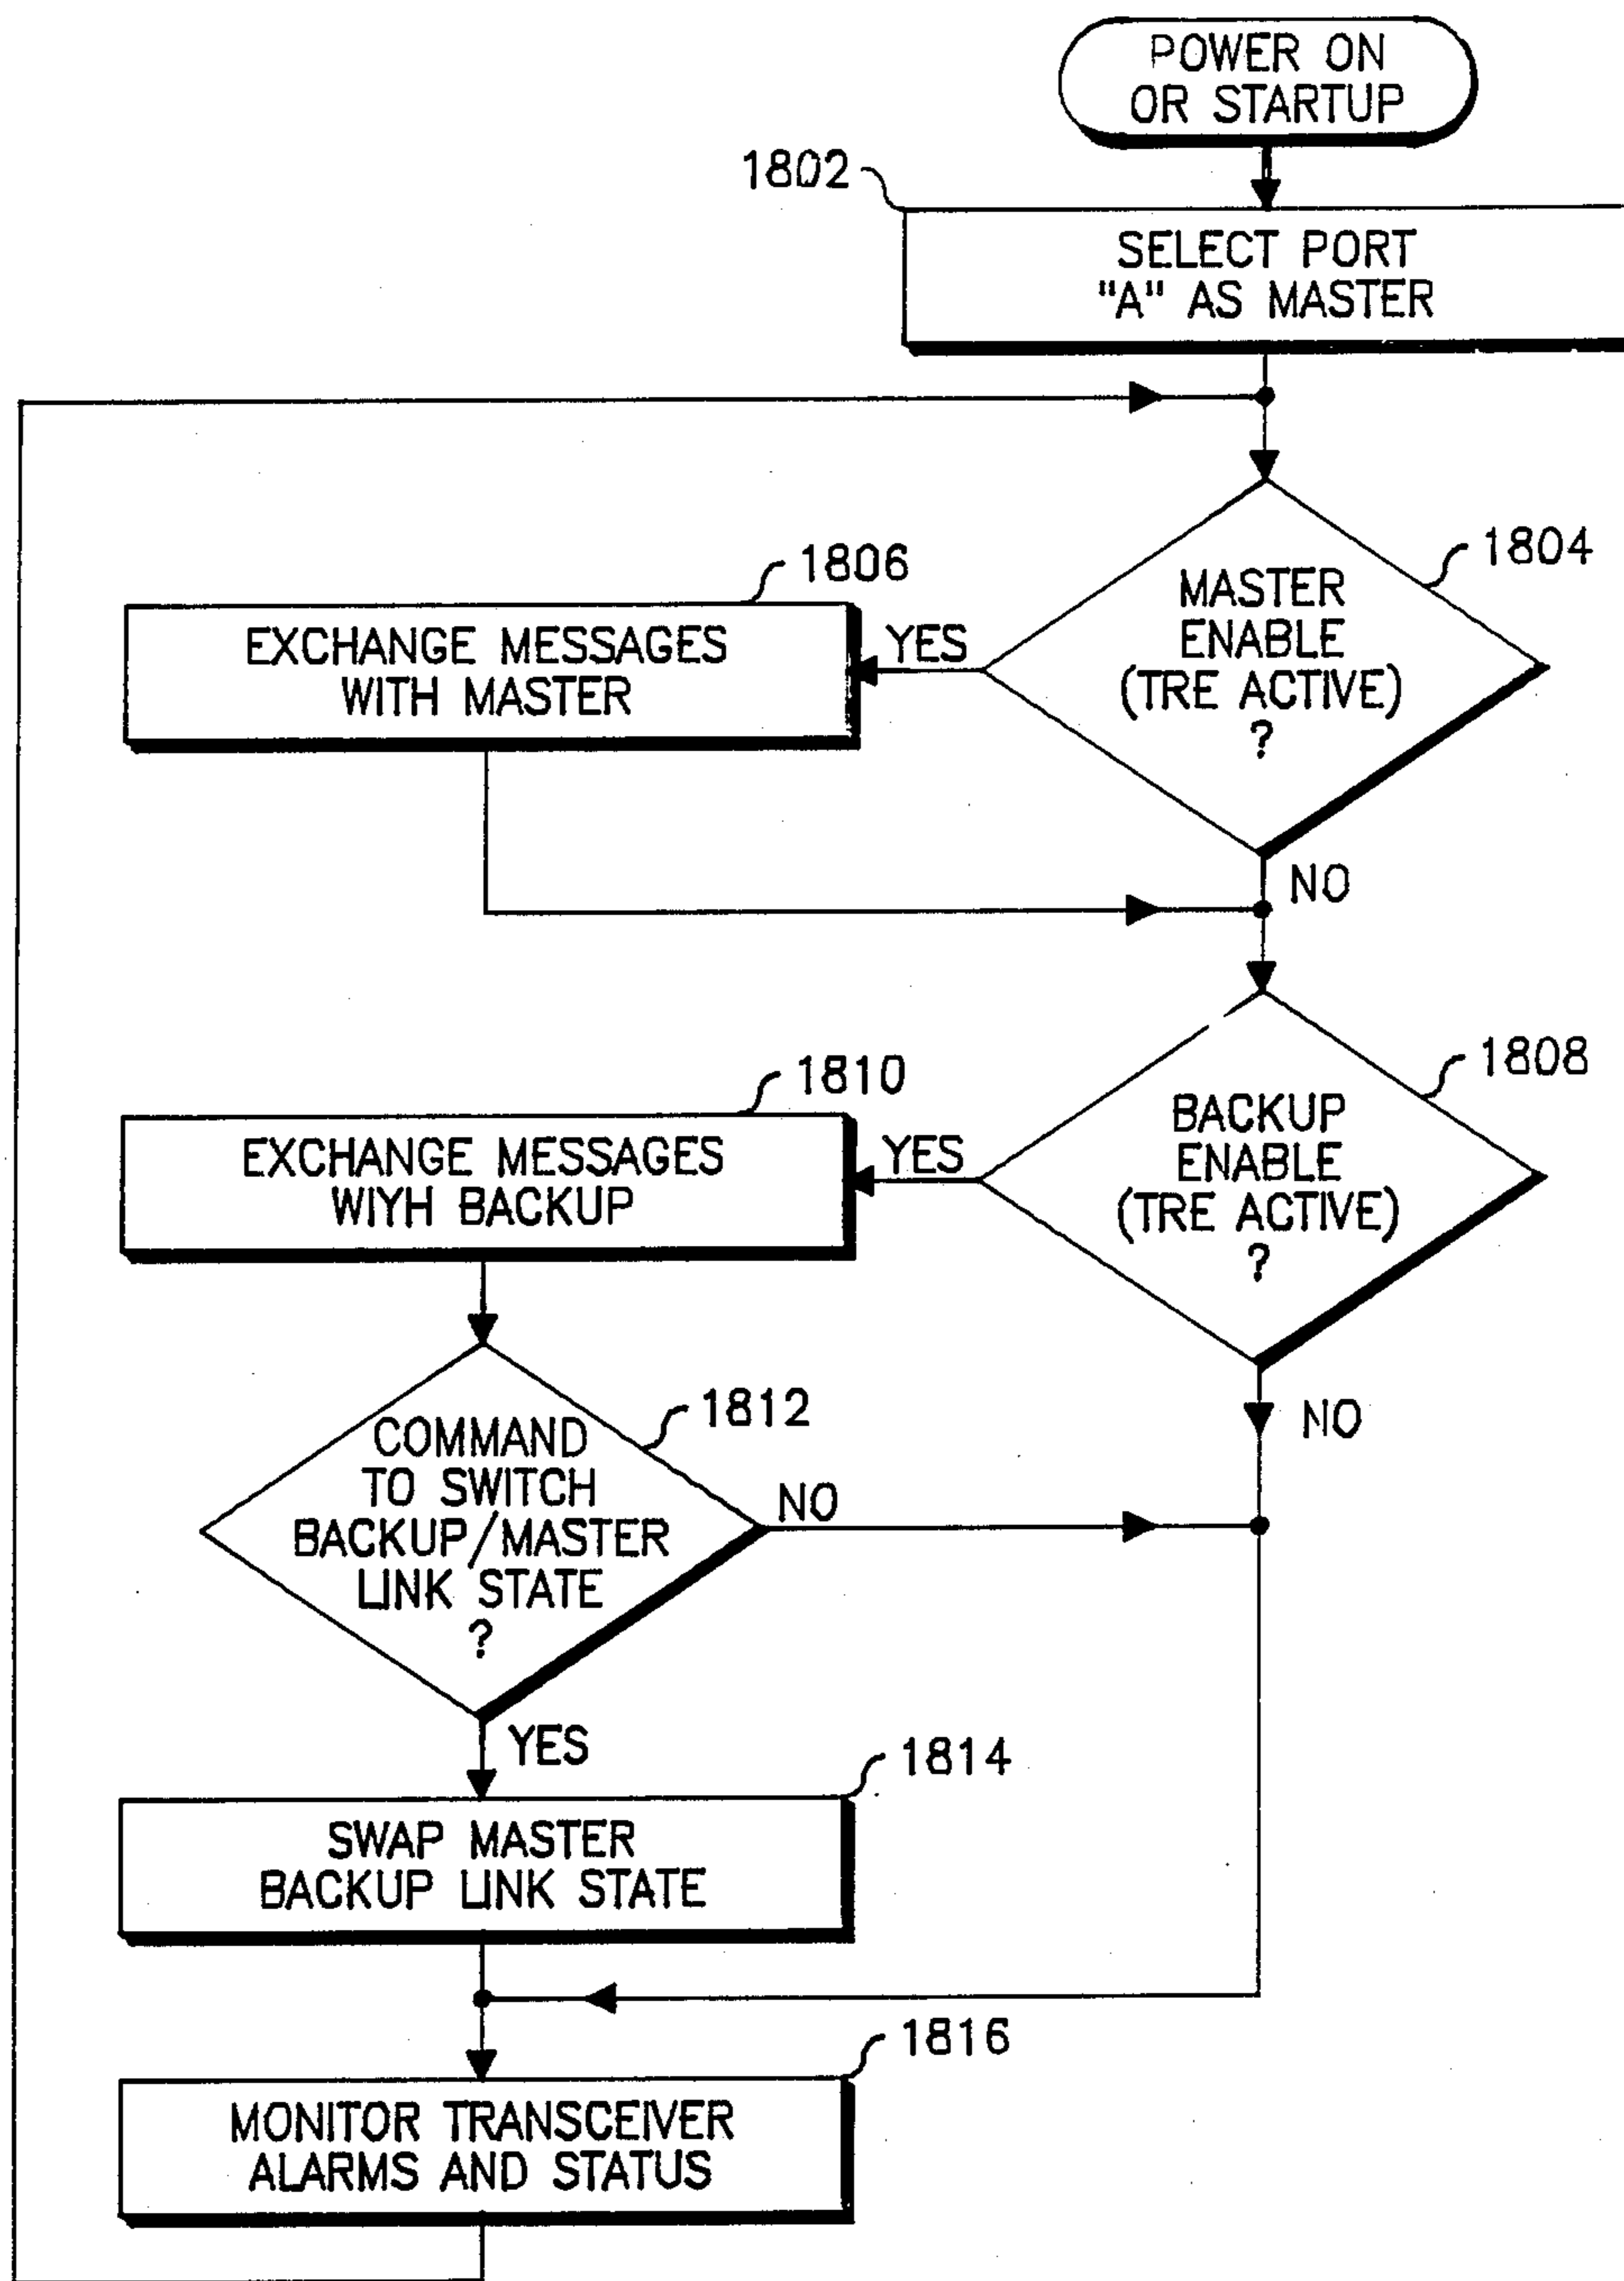 POWER ON
OR STARTUP
1802
SELECT PORT
"A" AS MASTER
1804
MASTER
ENABLE
(TRE ACTIVE)
?
1806
EXCHANGE MESSAGES
WITH MASTER
YES
NO
1808
BACKUP
ENABLE
(TRE ACTIVE)
?
1810
EXCHANGE MESSAGES
WIYH BACKUP
YES
NO
1812
COMMAND
TO SWITCH
BACKUP/MASTER
LINK STATE
?
NO
YES
1814
SWAP MASTER
BACKUP LINK STATE
1816
MONITOR TRANSCEIVER
ALARMS AND STATUS